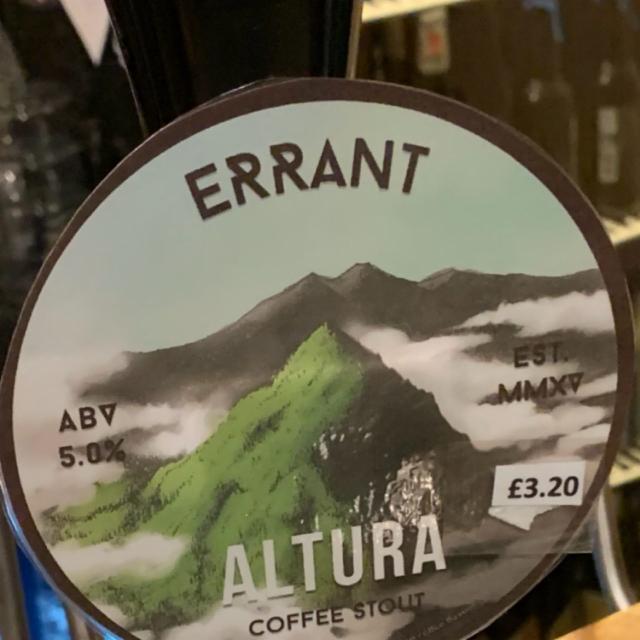 ERRANT
EST.
MMXV
ABV
5.0%
£3.20
ALTURA
COFFEE STOUT